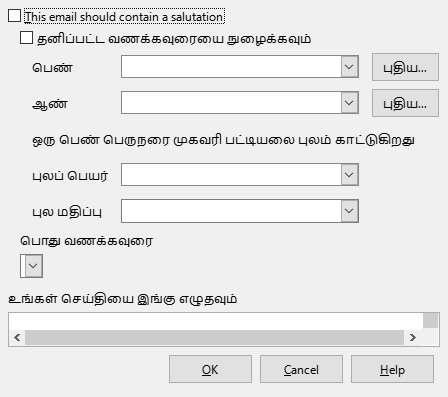 This email should contain a salutation
தனிப்பட்ட வணக்கவுரையை நுழைக்கவும்
பெண்
புதிய...
ஆண்
புதிய...
ஒரு பெண் பெருநரை முகவரி பட்டியலை புலம் காட்டுகிறது
புலப் பெயர்
புல மதிப்பு
பொது வணக்கவுரை
உங்கள் செய்தியை இங்கு எழுதவும்
OK
Cancel
Help